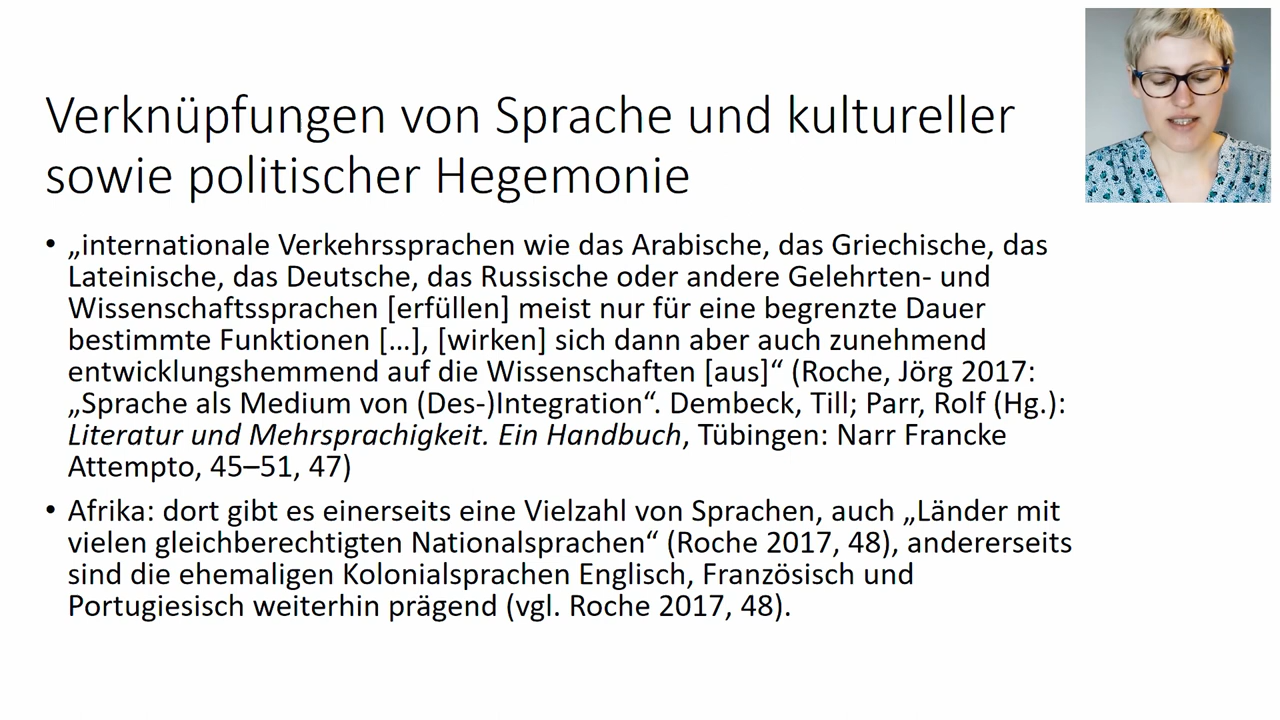 Verknüpfungen von Sprache und kultureller
sowie politischer Hegemonie
• „internationale Verkehrssprachen wie das Arabische, das Griechische, das
Lateinische, das Deutsche, das Russische oder andere Gelehrten- und
Wissenschaftssprachen [erfüllen] meist nur für eine begrenzte Dauer
bestimmte Funktionen […], [wirken] sich dann aber auch zunehmend
entwicklungshemmend auf die Wissenschaften [aus]“ (Roche, Jörg 2017:
„Sprache als Medium von (Des-)Integration“. Dembeck, Till; Parr, Rolf (Hg.):
Literatur und Mehrsprachigkeit. Ein Handbuch, Tübingen: Narr Francke
Attempto, 45–51, 47)
• Afrika: dort gibt es einerseits eine Vielzahl von Sprachen, auch „Länder mit
vielen gleichberechtigten Nationalsprachen“ (Roche 2017, 48), andererseits
sind die ehemaligen Kolonialsprachen Englisch, Französisch und
Portugiesisch weiterhin prägend (vgl. Roche 2017, 48).